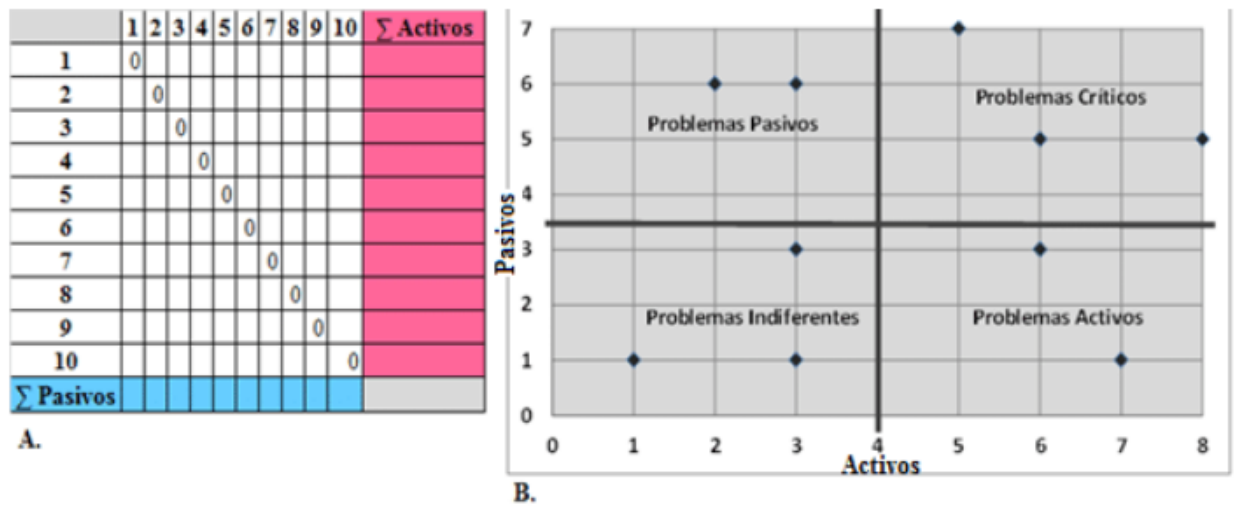 1 2 3 4 5 6 7 8 9 10 ∑ Activos
1 0
2 0
3 0
4 0
5 0
6 0
7 0
8 0
9 0
10 0
∑ Pasivos
A.
7
6
5
4
3
2
1
0
Pasivos
Problemas Críticos
Problemas Pasivos
Problemas Indiferentes
Problemas Activos
0 1 2 3 4 5 6 7 8
Activos
B.